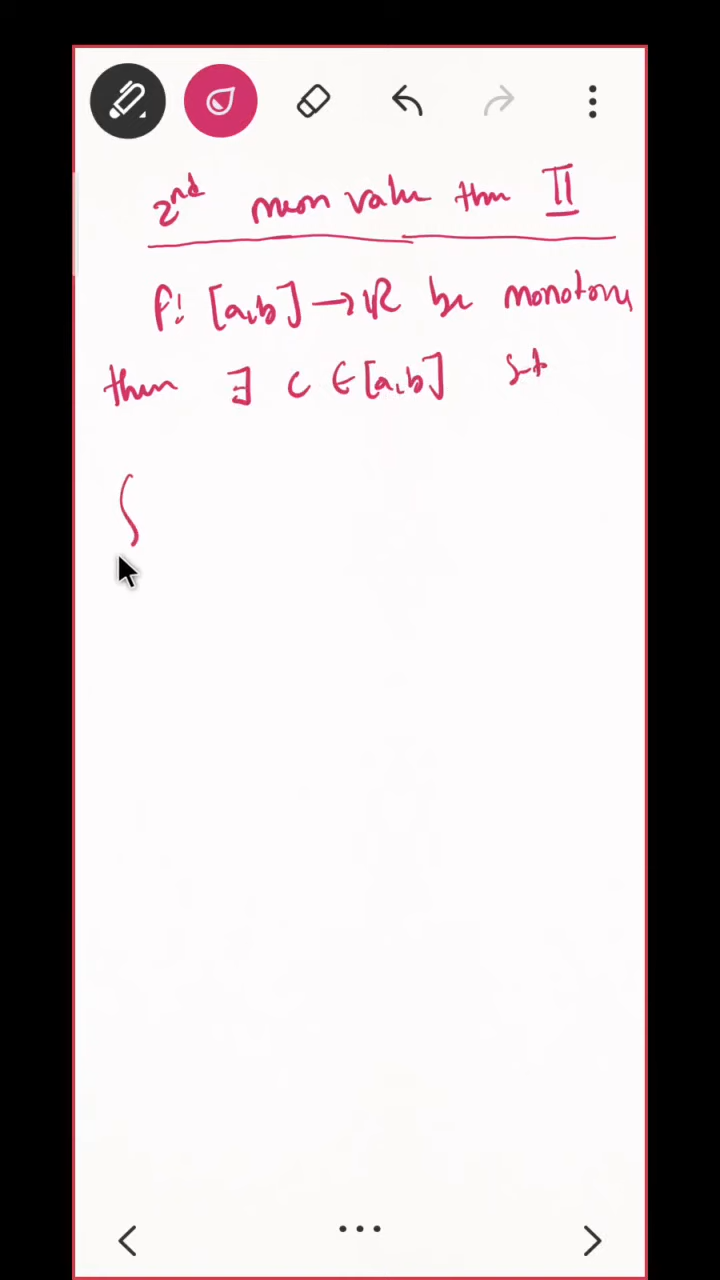 2nd mean value thm II
f: [a,b] → ℝ be monotone
then ∃ c ∈ [a,b] s.t
∫